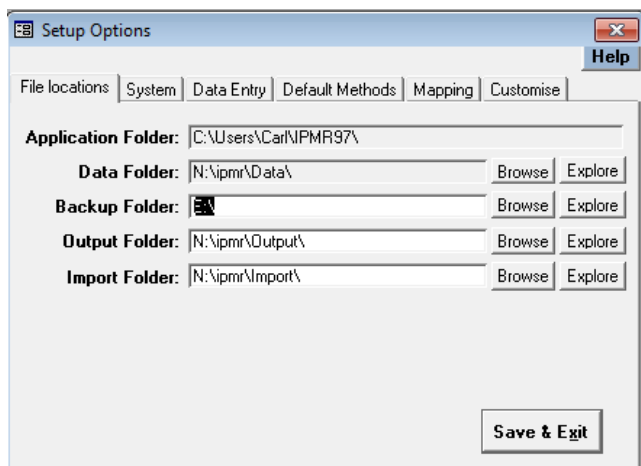 Setup Options
Help
File locations System Data Entry Default Methods Mapping Customise
Application Folder: C:\Users\Carl\IPMR97\
Data Folder: N:\ipmr\Data\ Browse Explore
Backup Folder: E:\ Browse Explore
Output Folder: N:\ipmr\Output\ Browse Explore
Import Folder: N:\ipmr\Import\ Browse Explore
Save & Exit